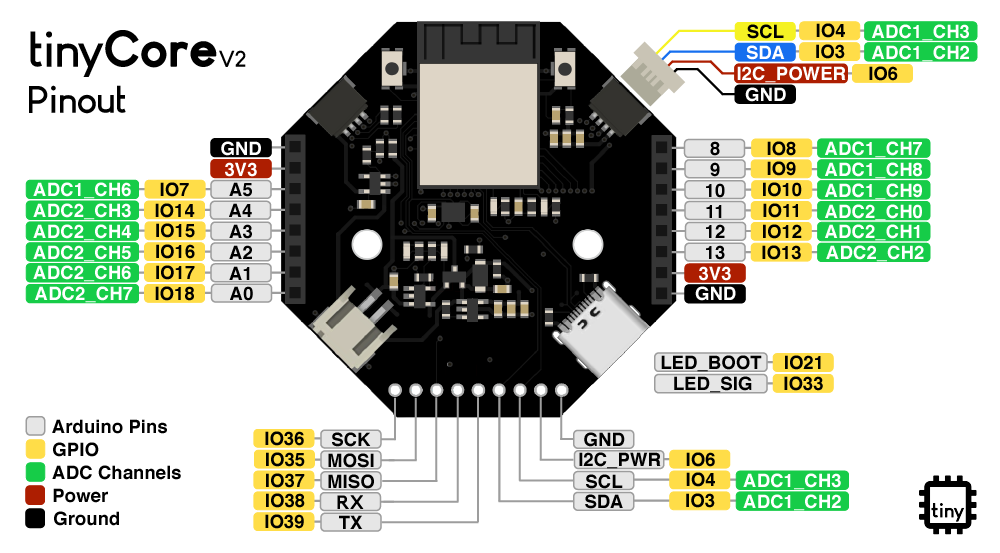 tinyCore V2
Pinout
SCL IO4 ADC1_CH3
SDA IO3 ADC1_CH2
I2C_POWER IO6
GND
GND
3V3
ADC1_CH6 IO7 A5
ADC2_CH3 IO14 A4
ADC2_CH4 IO15 A3
ADC2_CH5 IO16 A2
ADC2_CH6 IO17 A1
ADC2_CH7 IO18 A0
8 IO8 ADC1_CH7
9 IO9 ADC1_CH8
10 IO10 ADC1_CH9
11 IO11 ADC2_CH0
12 IO12 ADC2_CH1
13 IO13 ADC2_CH2
3V3
GND
LED_BOOT IO21
LED_SIG IO33
Arduino Pins
GPIO
ADC Channels
Power
Ground
IO36 SCK
IO35 MOSI
IO37 MISO
IO38 RX
IO39 TX
GND
I2C_PWR IO6
SCL IO4 ADC1_CH3
SDA IO3 ADC1_CH2
tiny